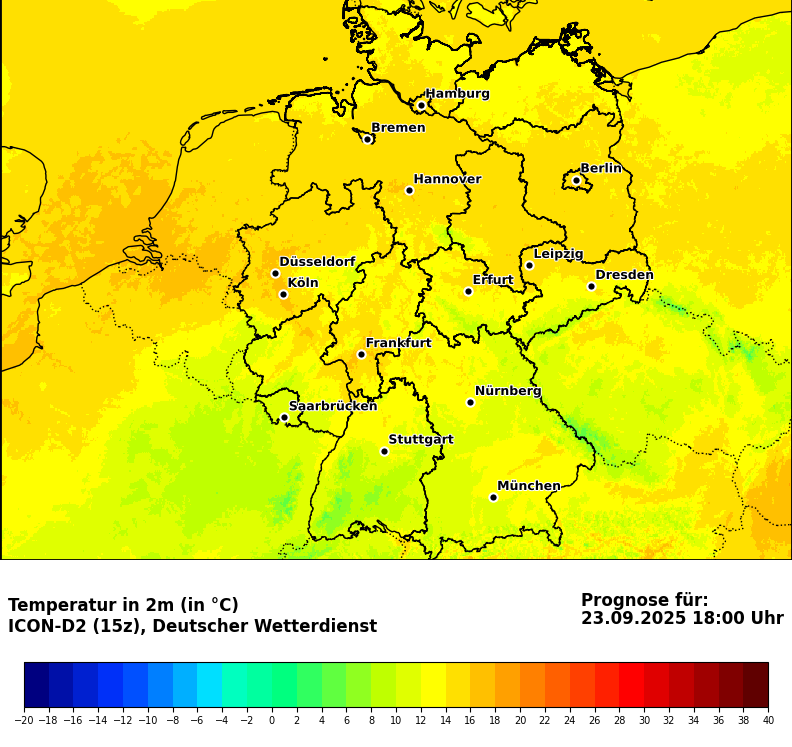 Hamburg
Bremen
Berlin
Hannover
Leipzig
Düsseldorf
Dresden
Köln
Erfurt
Frankfurt
Nürnberg
Saarbrücken
Stuttgart
München
Temperatur in 2m (in °C)
ICON-D2 (15z), Deutscher Wetterdienst
Prognose für:
23.09.2025 18:00 Uhr
−20 −18 −16 −14 −12 −10 −8 −6 −4 −2 0 2 4 6 8 10 12 14 16 18 20 22 24 26 28 30 32 34 36 38 40